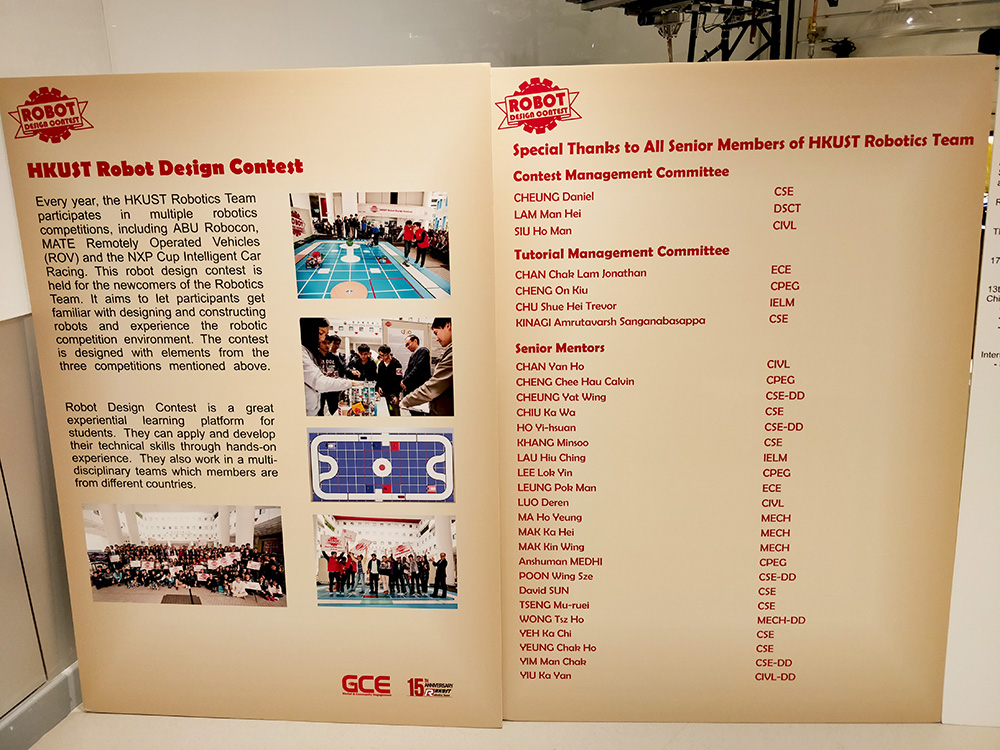 ROBOT
DESIGN CONTEST
HKUST Robot Design Contest
Every year, the HKUST Robotics Team
participates in multiple robotics
competitions, including ABU Robocon,
MATE Remotely Operated Vehicles
(ROV) and the NXP Cup Intelligent Car
Racing. This robot design contest is
held for the newcomers of the Robotics
Team. It aims to let participants get
familiar with designing and constructing
robots and experience the robotic
competition environment. The contest
is designed with elements from the
three competitions mentioned above.
Robot Design Contest is a great
experiential learning platform for
students. They can apply and develop
their technical skills through hands-on
experience. They also work in a multi-
disciplinary teams which members are
from different countries.
GCE
15TH ANNIVERSARY
ROBOT
DESIGN CONTEST
Special Thanks to All Senior Members of HKUST Robotics Team
Contest Management Committee
CHEUNG Daniel CSE
LAM Man Hei DSCT
SIU Ho Man CIVL
Tutorial Management Committee
CHAN Chak Lam Jonathan ECE
CHENG On Kiu CPEG
CHU Shue Hei Trevor IELM
KINAGI Amrutavarsh Sanganabasappa CSE
Senior Mentors
CHAN Yan Ho CIVL
CHENG Chee Hau Calvin CPEG
CHEUNG Yat Wing CSE-DD
CHIU Ka Wa CSE
HO Yi-hsuan CSE-DD
KHANG Minsoo CSE
LAU Hiu Ching IELM
LEE Lok Yin CPEG
LEUNG Pok Man ECE
LUO Deren CIVL
MA Ho Yeung MECH
MAK Ka Hei MECH
MAK Kin Wing MECH
Anshuman MEDHI CPEG
POON Wing Sze CSE-DD
David SUN CSE
TSENG Mu-ruei CSE
WONG Tsz Ho MECH-DD
YEH Ka Chi CSE
YEUNG Chak Ho CSE
YIM Man Chak CSE-DD
YIU Ka Yan CIVL-DD